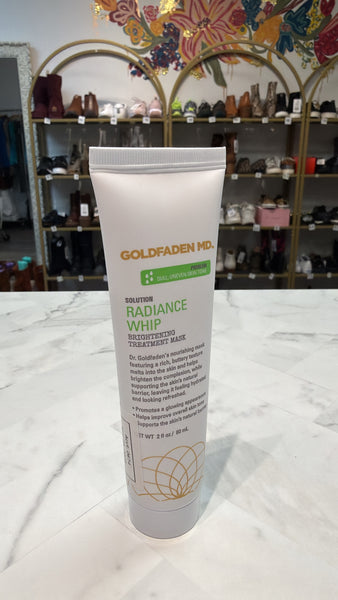 GOLDFADEN MD.
DULL, UNEVEN SKIN TONE
SOLUTION
RADIANCE
WHIP
BRIGHTENING
TREATMENT MASK
Dr. Goldfaden's nourishing mask
featuring a rich, buttery texture
melts into the skin and helps
brighten the complexion, while
supporting the skin's natural
barrier, leaving it feeling hydrated
and looking refreshed.
• Promotes a glowing appearance
• Helps improve overall skin tone
Supports the skin's natural barrier
WT 2 fl oz / 60 mL